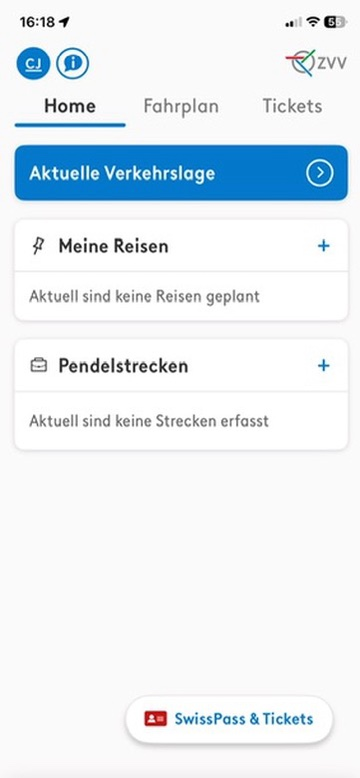 16:18
55
CJ
i
ZVV
Home Fahrplan Tickets
Aktuelle Verkehrslage
Meine Reisen +
Aktuell sind keine Reisen geplant
Pendelstrecken +
Aktuell sind keine Strecken erfasst
SwissPass & Tickets